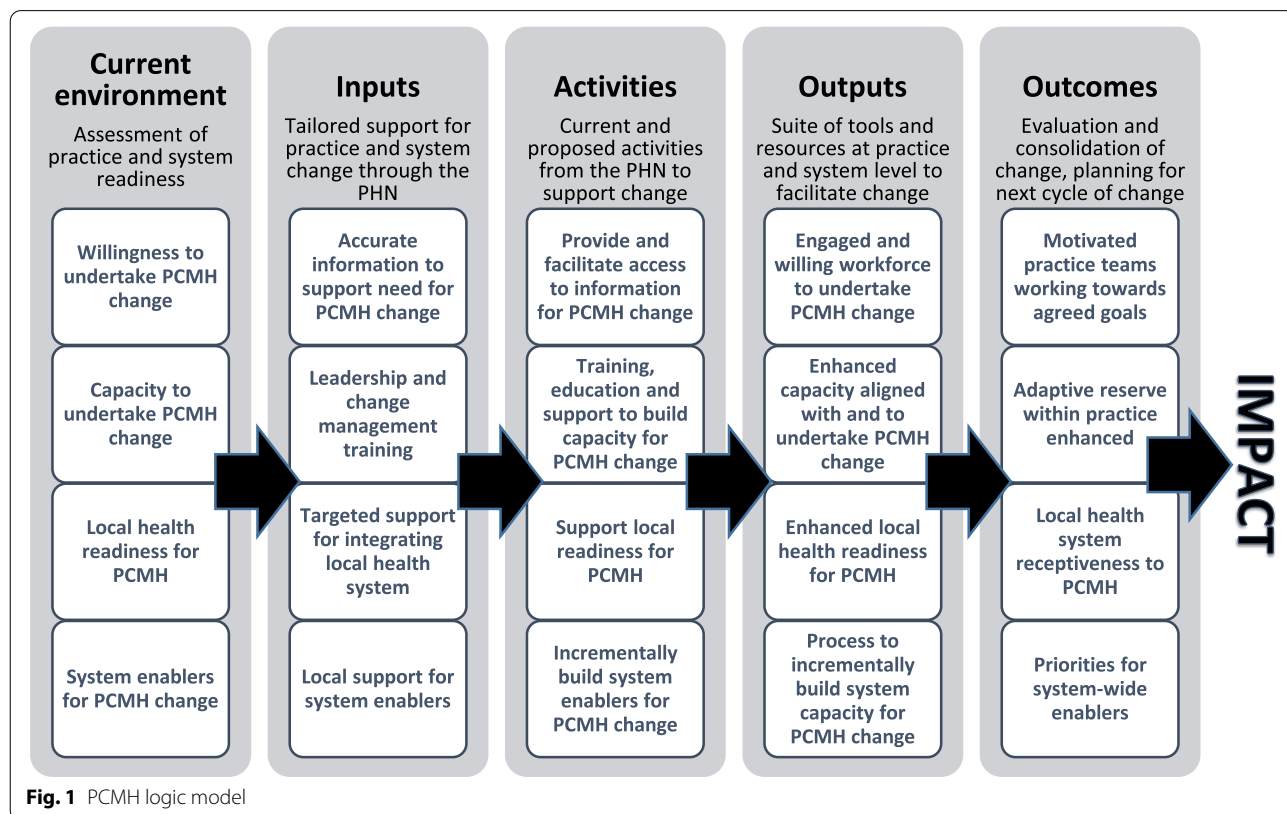 Current
environment
Assessment of
practice and system
readiness
Willingness to
undertake PCMH
change
Capacity to
undertake PCMH
change
Local health
readiness for
PCMH
System enablers
for PCMH change
Inputs
Tailored support for
practice and system
change through the
PHN
Accurate
information to
support need for
PCMH change
Leadership and
change
management
training
Targeted support
for integrating
local health
system
Local support for
system enablers
Activities
Current and
proposed activities
from the PHN to
support change
Provide and
facilitate access
to information
for PCMH change
Training,
education and
support to build
capacity for
PCMH change
Support local
readiness for
PCMH
Incrementally
build system
enablers for
PCMH change
Outputs
Suite of tools and
resources at practice
and system level to
facilitate change
Engaged and
willing workforce
to undertake
PCMH change
Enhanced
capacity aligned
with and to
undertake PCMH
change
Enhanced local
health readiness
for PCMH
Process to
incrementally
build system
capacity for
PCMH change
Outcomes
Evaluation and
consolidation of
change, planning for
next cycle of change
Motivated
practice teams
working towards
agreed goals
Adaptive reserve
within practice
enhanced
Local health
system
receptiveness to
PCMH
Priorities for
system-wide
enablers
IMPACT
Fig. 1 PCMH logic model